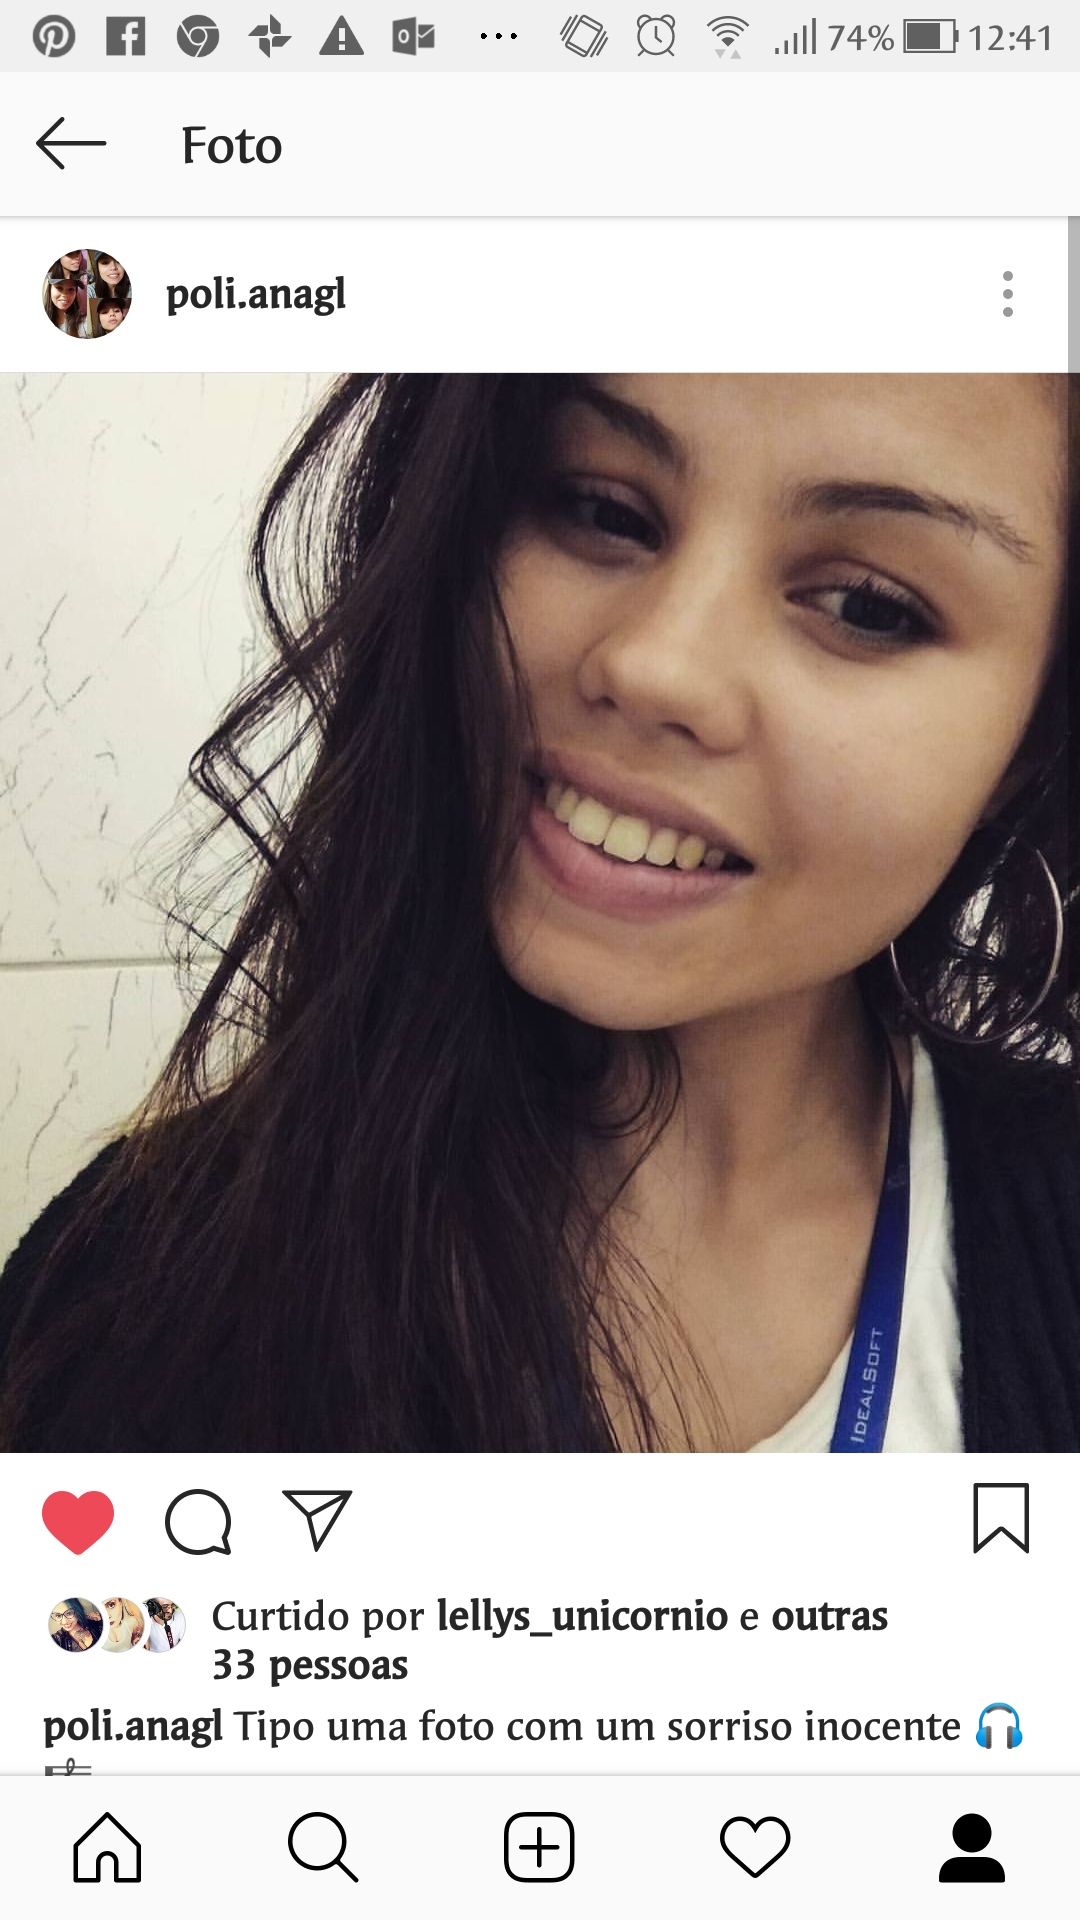 74% 12:41
Foto
poli.anagl
IDEALSOFT
Curtido por lellys_unicornio e outras
33 pessoas
poli.anagl Tipo uma foto com um sorriso inocente 🎧